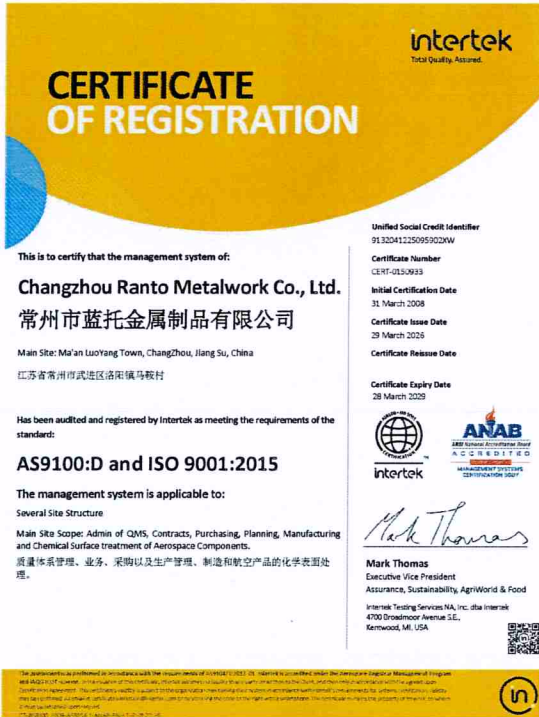 intertek
Total Quality. Assured.
CERTIFICATE
OF REGISTRATION
This is to certify that the management system of:
Changzhou Ranto Metalwork Co., Ltd.
常州市蓝托金属制品有限公司
Main Site: Ma'an LuoYang Town, ChangZhou, Jiang Su, China
江苏省常州市武进区洛阳镇马鞍村
Has been audited and registered by Intertek as meeting the requirements of the
standard:
AS9100:D and ISO 9001:2015
The management system is applicable to:
Several Site Structure
Main Site Scope: Admin of QMS, Contracts, Purchasing, Planning, Manufacturing
and Chemical Surface treatment of Aerospace Components.
质量体系管理、业务、采购以及生产管理、制造和航空产品的化学表面处
理。
Unified Social Credit Identifier
9132041225095902XW
Certificate Number
CERT-0150933
Initial Certification Date
31 March 2008
Certificate Issue Date
29 March 2026
Certificate Reissue Date
Certificate Expiry Date
28 March 2029
intertek
ANAB
ANSI National Accreditation Board
ACCREDITED
MANAGEMENT SYSTEMS
CERTIFICATION BODY
Mark Thomas
Mark Thomas
Executive Vice President
Assurance, Sustainability, AgriWorld & Food
Intertek Testing Services NA, Inc. dba Intertek
4700 Broadmoor Avenue S.E.,
Kentwood, MI, USA
in